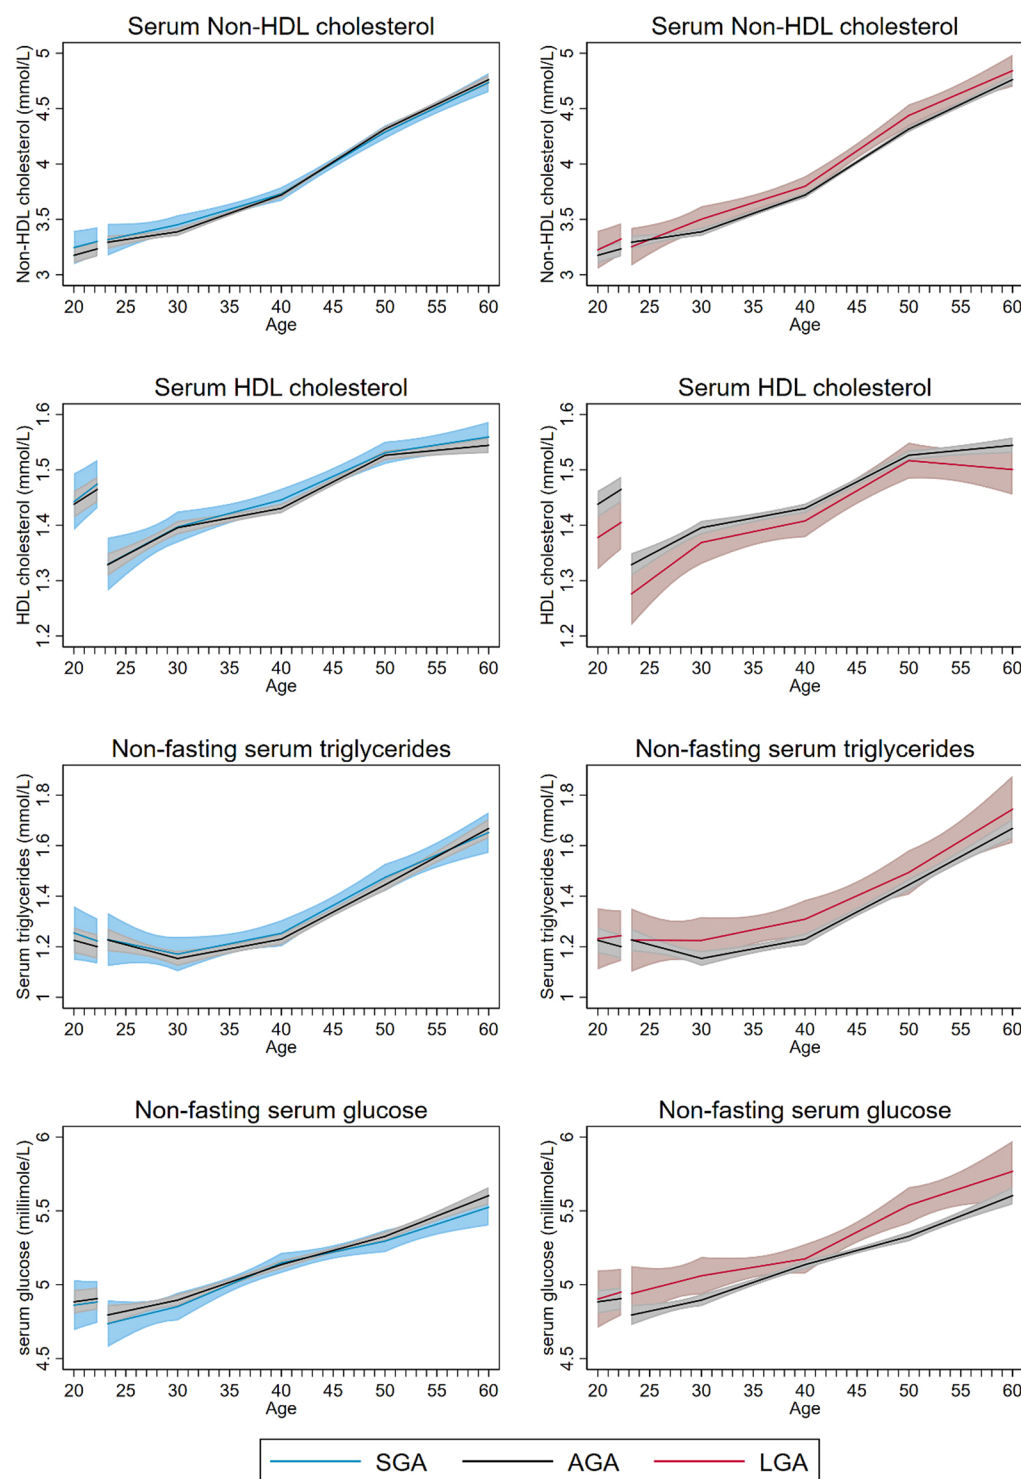 Serum Non-HDL cholesterol
Non-HDL cholesterol (mmol/L)
5
4.5
4
3.5
3
20 25 30 35 40 45 50 55 60
Age
Serum Non-HDL cholesterol
Non-HDL cholesterol (mmol/L)
5
4.5
4
3.5
3
20 25 30 35 40 45 50 55 60
Age
Serum HDL cholesterol
HDL cholesterol (mmol/L)
1.6
1.5
1.4
1.3
1.2
20 25 30 35 40 45 50 55 60
Age
Serum HDL cholesterol
HDL cholesterol (mmol/L)
1.6
1.5
1.4
1.3
1.2
20 25 30 35 40 45 50 55 60
Age
Non-fasting serum triglycerides
Serum triglycerides (mmol/L)
1.8
1.6
1.4
1.2
1
20 25 30 35 40 45 50 55 60
Age
Non-fasting serum triglycerides
Serum triglycerides (mmol/L)
1.8
1.6
1.4
1.2
1
20 25 30 35 40 45 50 55 60
Age
Non-fasting serum glucose
serum glucose (millimole/L)
6
5.5
5
4.5
20 25 30 35 40 45 50 55 60
Age
Non-fasting serum glucose
serum glucose (millimole/L)
6
5.5
5
4.5
20 25 30 35 40 45 50 55 60
Age
SGA AGA LGA